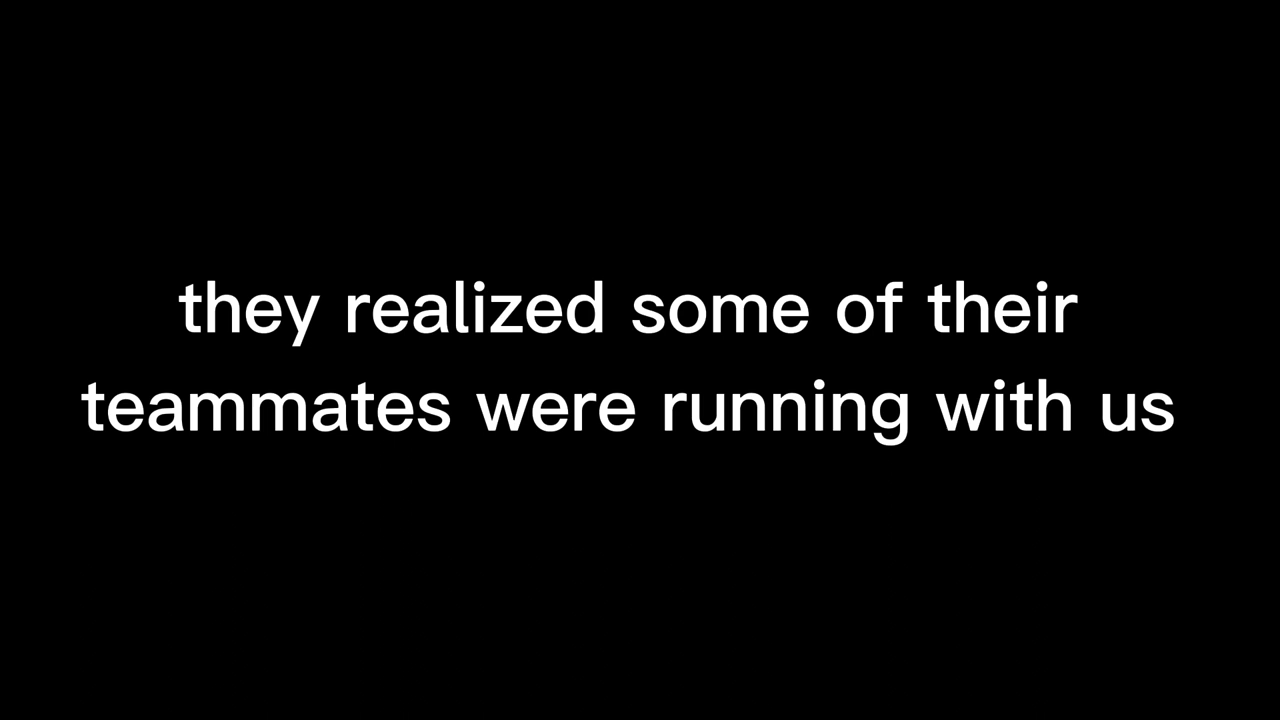 they realized some of their
teammates were running with us